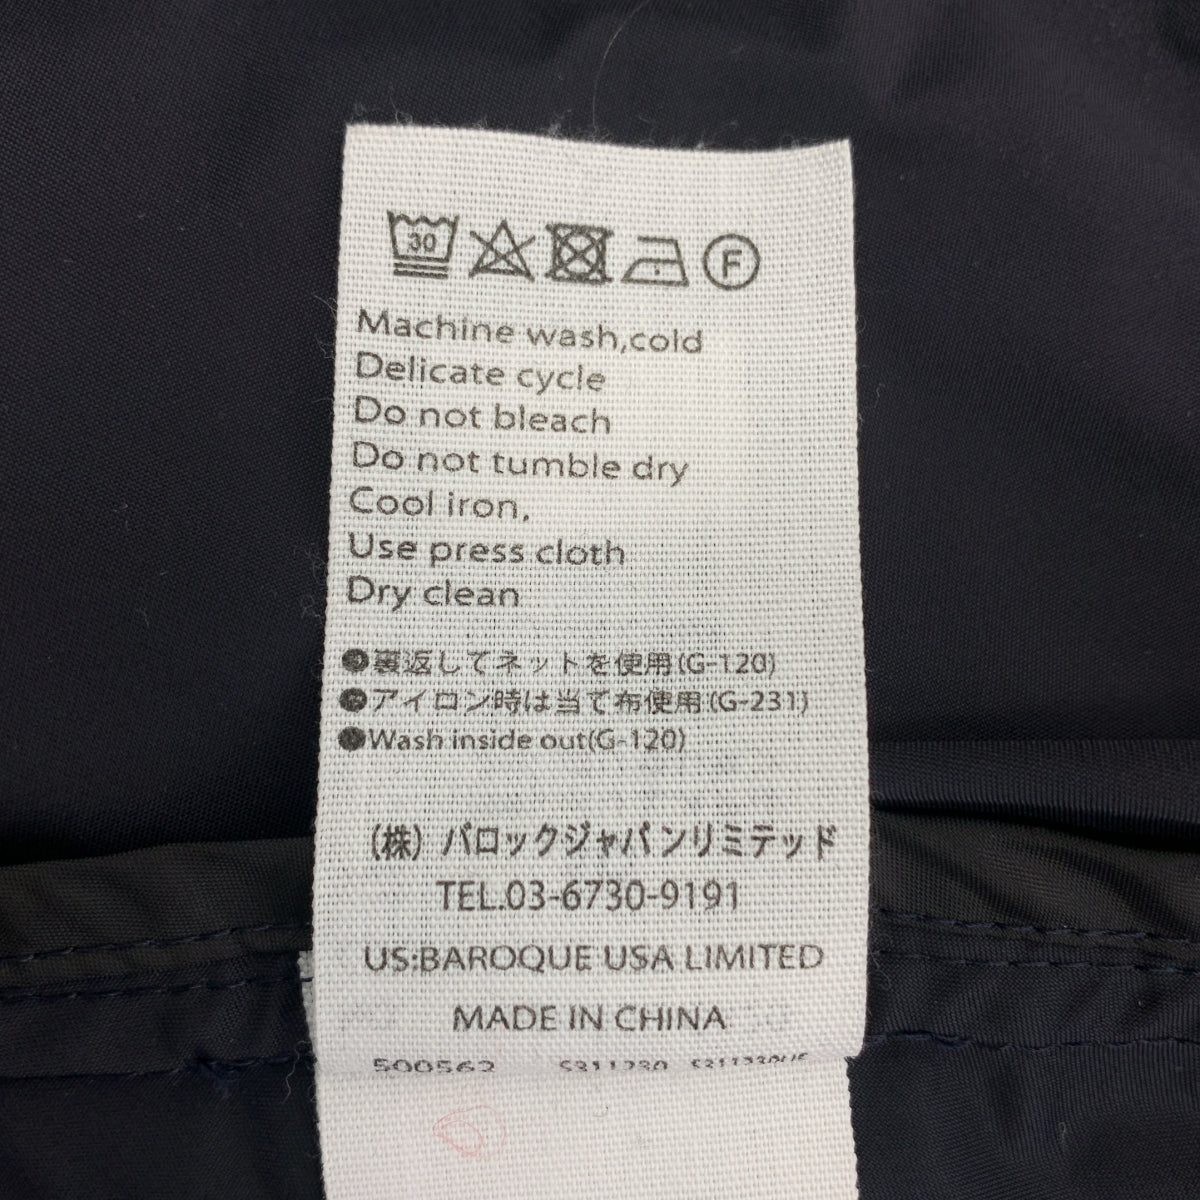 30 F
Machine wash,cold
Delicate cycle
Do not bleach
Do not tumble dry
Cool iron,
Use press cloth
Dry clean
●裏返してネットを使用(G-120)
●アイロン時は当て布使用(G-231)
●Wash inside out(G-120)
(株) バロックジャパンリミテッド
TEL.03-6730-9191
US:BAROQUE USA LIMITED
MADE IN CHINA
500562